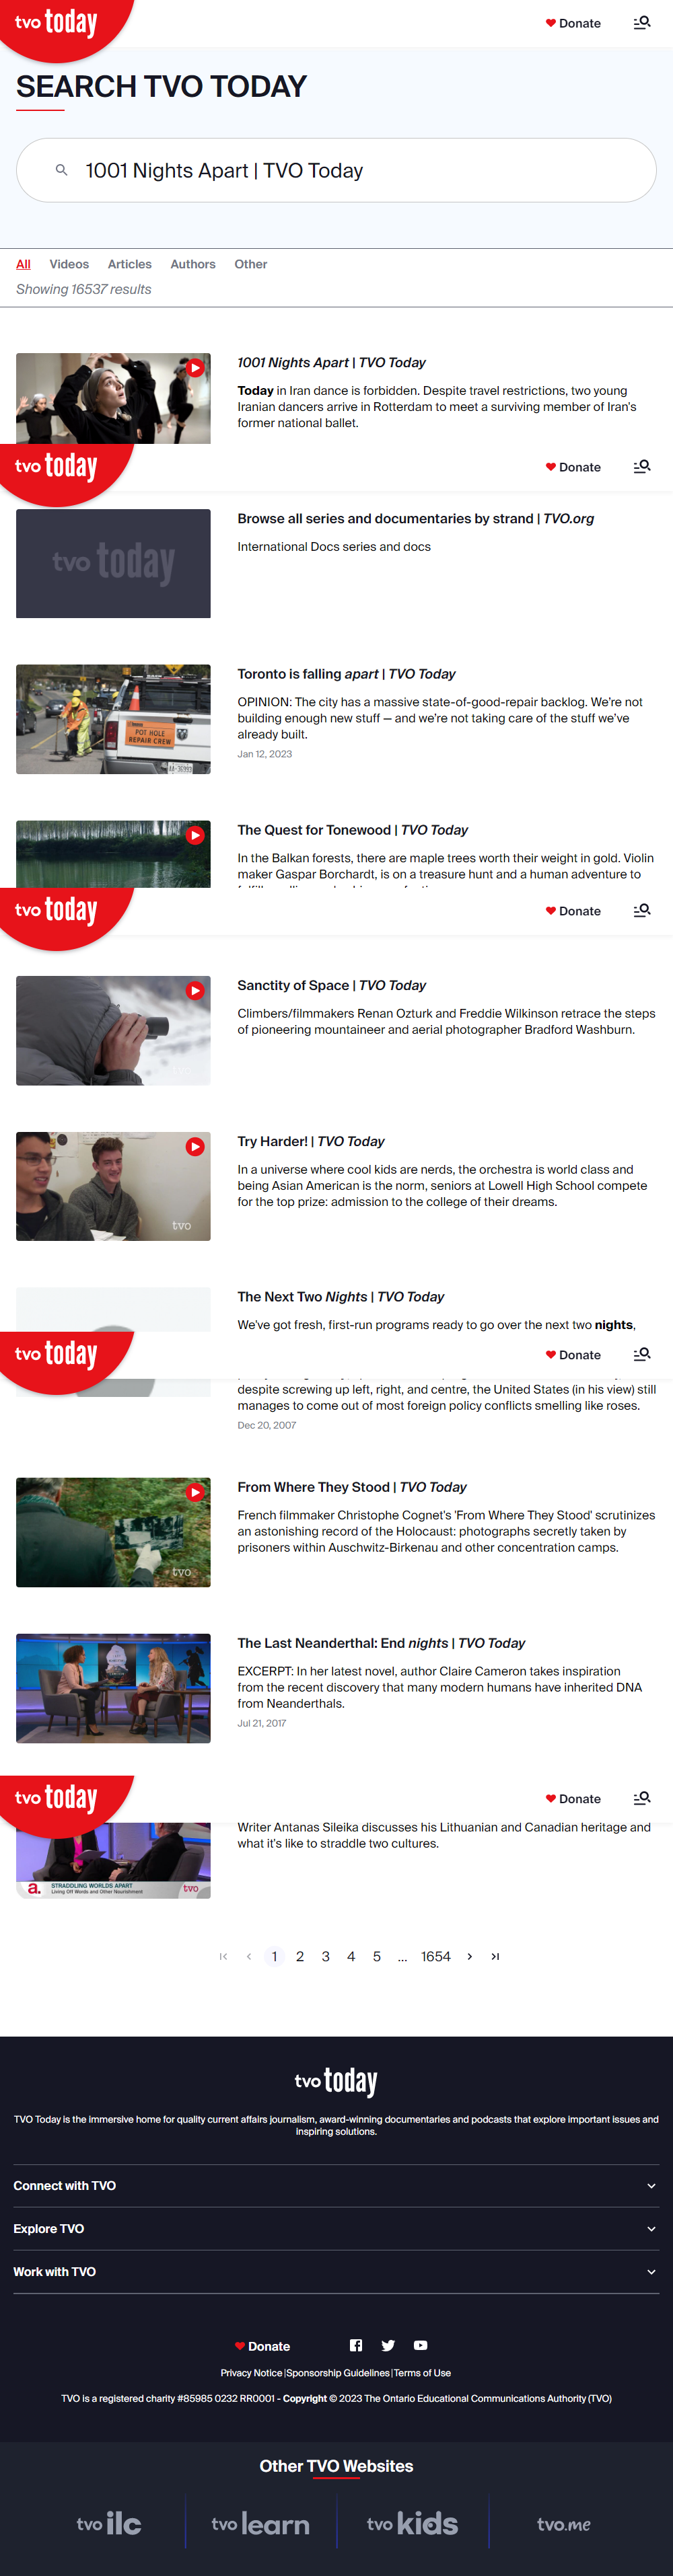 tvo today
Donate
SEARCH TVO TODAY
1001 Nights Apart | TVO Today
All Videos Articles Authors Other
Showing 16537 results
1001 Nights Apart | TVO Today
Today in Iran dance is forbidden. Despite travel restrictions, two young
Iranian dancers arrive in Rotterdam to meet a surviving member of Iran's
former national ballet.
tvo today
Donate
Browse all series and documentaries by strand | TVO.org
tvo today
International Docs series and docs
Toronto is falling apart | TVO Today
OPINION: The city has a massive state-of-good-repair backlog. We're not
building enough new stuff — and we're not taking care of the stuff we've
already built.
POT HOLE
REPAIR CREW
Jan 12, 2023
The Quest for Tonewood | TVO Today
In the Balkan forests, there are maple trees worth their weight in gold. Violin
maker Gaspar Borchardt, is on a treasure hunt and a human adventure to
tvo today
Donate
Sanctity of Space | TVO Today
Climbers/filmmakers Renan Ozturk and Freddie Wilkinson retrace the steps
of pioneering mountaineer and aerial photographer Bradford Washburn.
Try Harder! | TVO Today
In a universe where cool kids are nerds, the orchestra is world class and
being Asian American is the norm, seniors at Lowell High School compete
for the top prize: admission to the college of their dreams.
tvo
The Next Two Nights | TVO Today
We've got fresh, first-run programs ready to go over the next two nights,
tvo today
Donate
despite screwing up left, right, and centre, the United States (in his view) still
manages to come out of most foreign policy conflicts smelling like roses.
Dec 20, 2007
From Where They Stood | TVO Today
French filmmaker Christophe Cognet's 'From Where They Stood' scrutinizes
an astonishing record of the Holocaust: photographs secretly taken by
prisoners within Auschwitz-Birkenau and other concentration camps.
tvo
The Last Neanderthal: End nights | TVO Today
EXCERPT: In her latest novel, author Claire Cameron takes inspiration
from the recent discovery that many modern humans have inherited DNA
from Neanderthals.
Jul 21, 2017
tvo today
Donate
Writer Antanas Sileika discusses his Lithuanian and Canadian heritage and
what it's like to straddle two cultures.
a. STRADDLING WORLDS APART
Living Off Words and Other Nourishment
tvo
1 2 3 4 5 ... 1654
tvo today
TVO Today is the immersive home for quality current affairs journalism, award-winning documentaries and podcasts that explore important issues and
inspiring solutions.
Connect with TVO
Explore TVO
Work with TVO
Donate
Privacy Notice | Sponsorship Guidelines | Terms of Use
TVO is a registered charity #85985 0232 RR0001 - Copyright © 2023 The Ontario Educational Communications Authority (TVO)
Other TVO Websites
tvo ilc
tvo learn
tvo kids
tvo.me